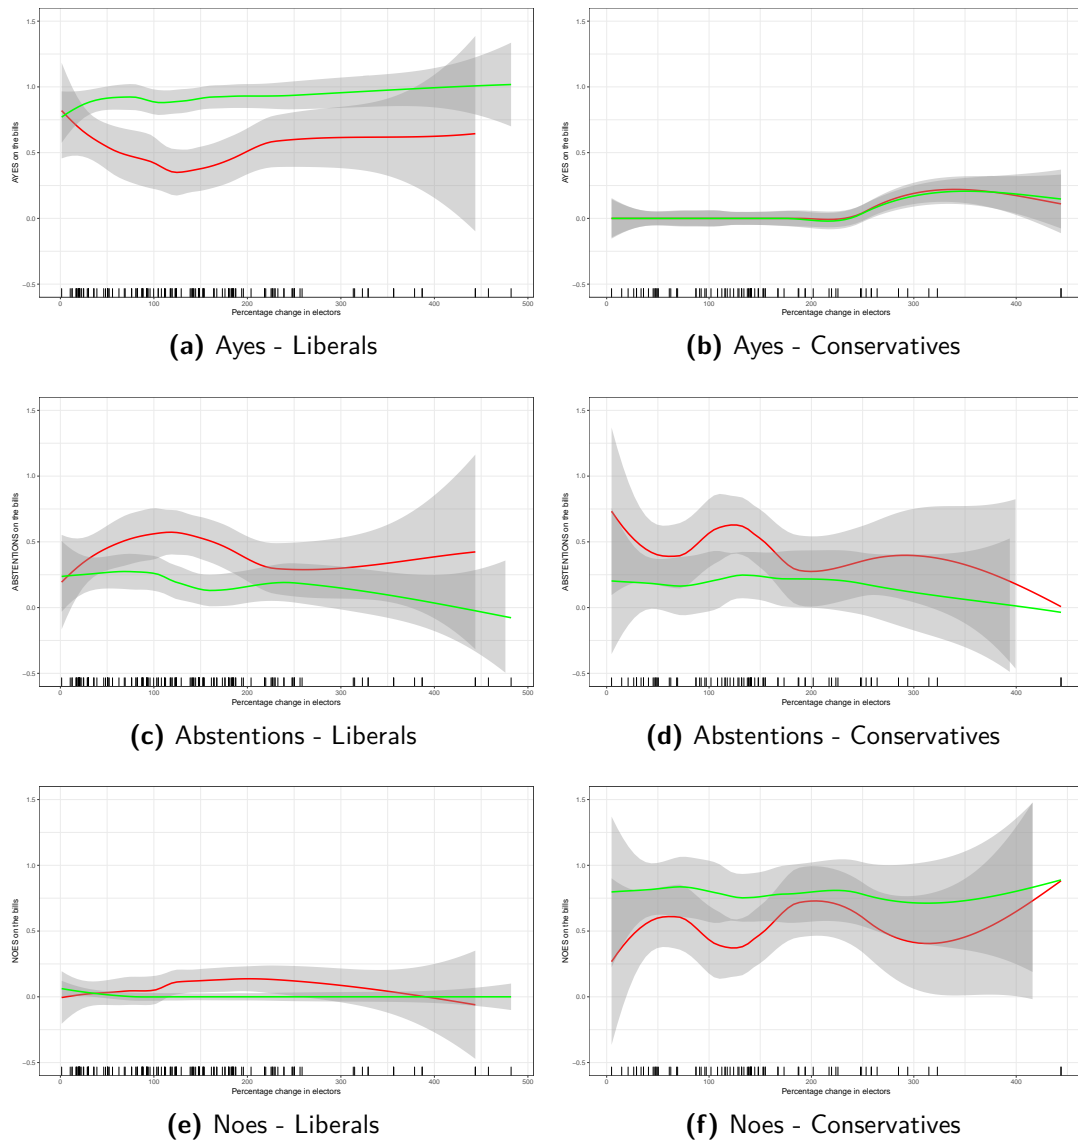 1.5
1.0
0.5
0.0
−0.5
AYES on the bills
0 100 200 300 400 500
Percentage change in electors
(a) Ayes - Liberals
1.5
1.0
0.5
0.0
−0.5
AYES on the bills
0 100 200 300 400
Percentage change in electors
(b) Ayes - Conservatives
1.5
1.0
0.5
0.0
−0.5
ABSTENTIONS on the bills
0 100 200 300 400 500
Percentage change in electors
(c) Abstentions - Liberals
1.5
1.0
0.5
0.0
−0.5
ABSTENTIONS on the bills
0 100 200 300 400
Percentage change in electors
(d) Abstentions - Conservatives
1.5
1.0
0.5
0.0
−0.5
NOES on the bills
0 100 200 300 400 500
Percentage change in electors
(e) Noes - Liberals
1.5
1.0
0.5
0.0
−0.5
NOES on the bills
0 100 200 300 400
Percentage change in electors
(f) Noes - Conservatives